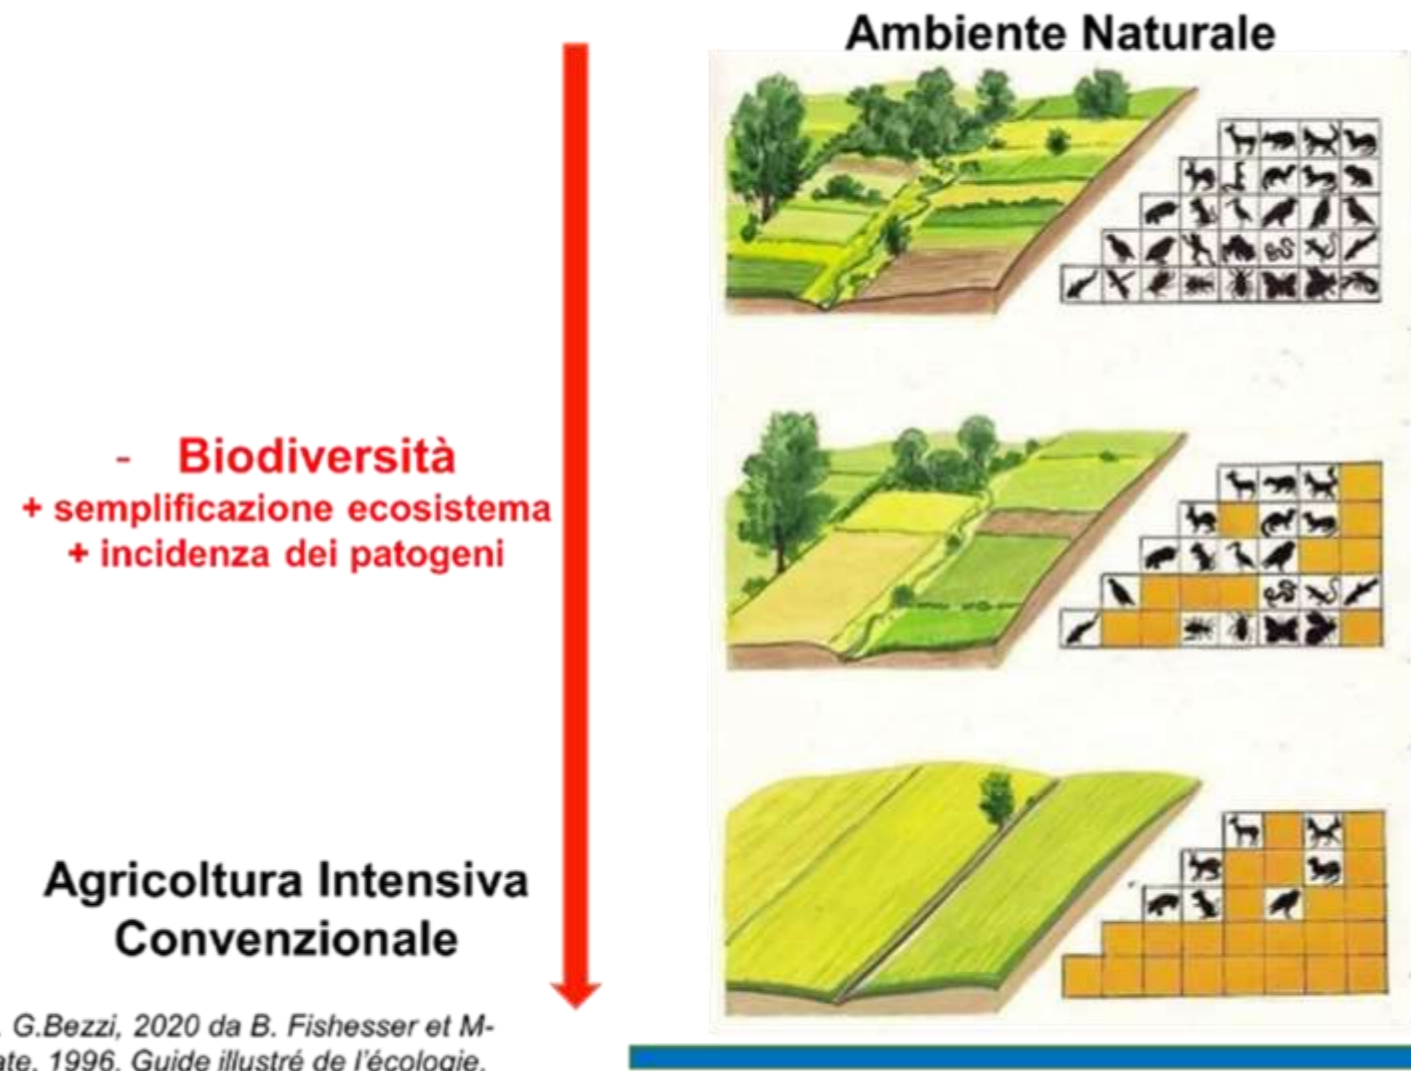 Ambiente Naturale
- Biodiversità
+ semplificazione ecosistema
+ incidenza dei patogeni
Agricoltura Intensiva
Convenzionale
. G.Bezzi, 2020 da B. Fishesser et M-
ate. 1996. Guide illustré de l'écologie.